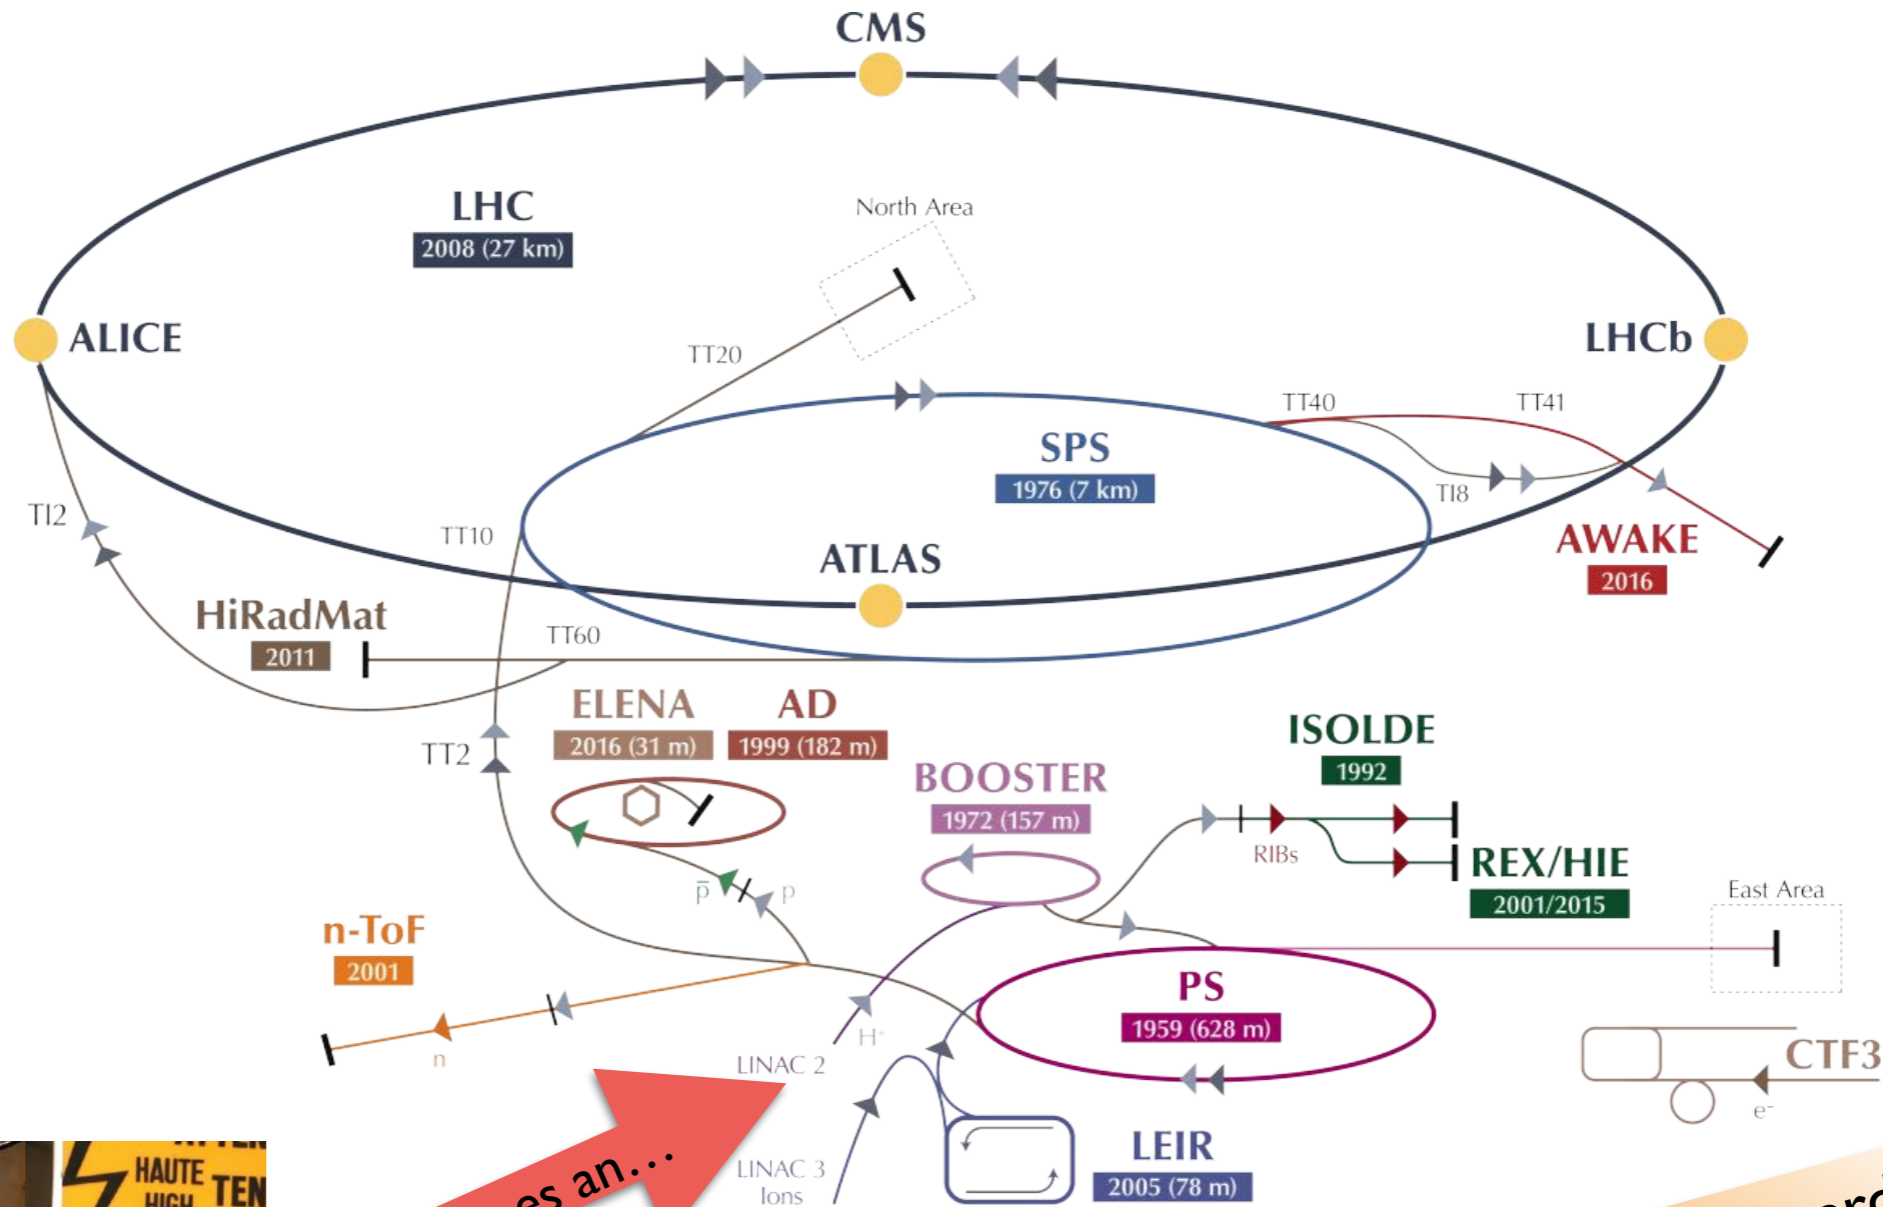 CMS
LHC
2008 (27 km)
North Area
ALICE
LHCb
TT20
TT40
TT41
SPS
1976 (7 km)
TI8
TI2
TT10
AWAKE
2016
ATLAS
HiRadMat
2011
TT60
ELENA
2016 (31 m)
AD
1999 (182 m)
TT2
ISOLDE
1992
BOOSTER
1972 (157 m)
RIBs
REX/HIE
2001/2015
East Area
p̅
p
n-ToF
2001
PS
1959 (628 m)
H⁺
n
LINAC 2
CTF3
e⁻
LEIR
2005 (78 m)
LINAC 3
Ions
an...
HAUTE
HIGH